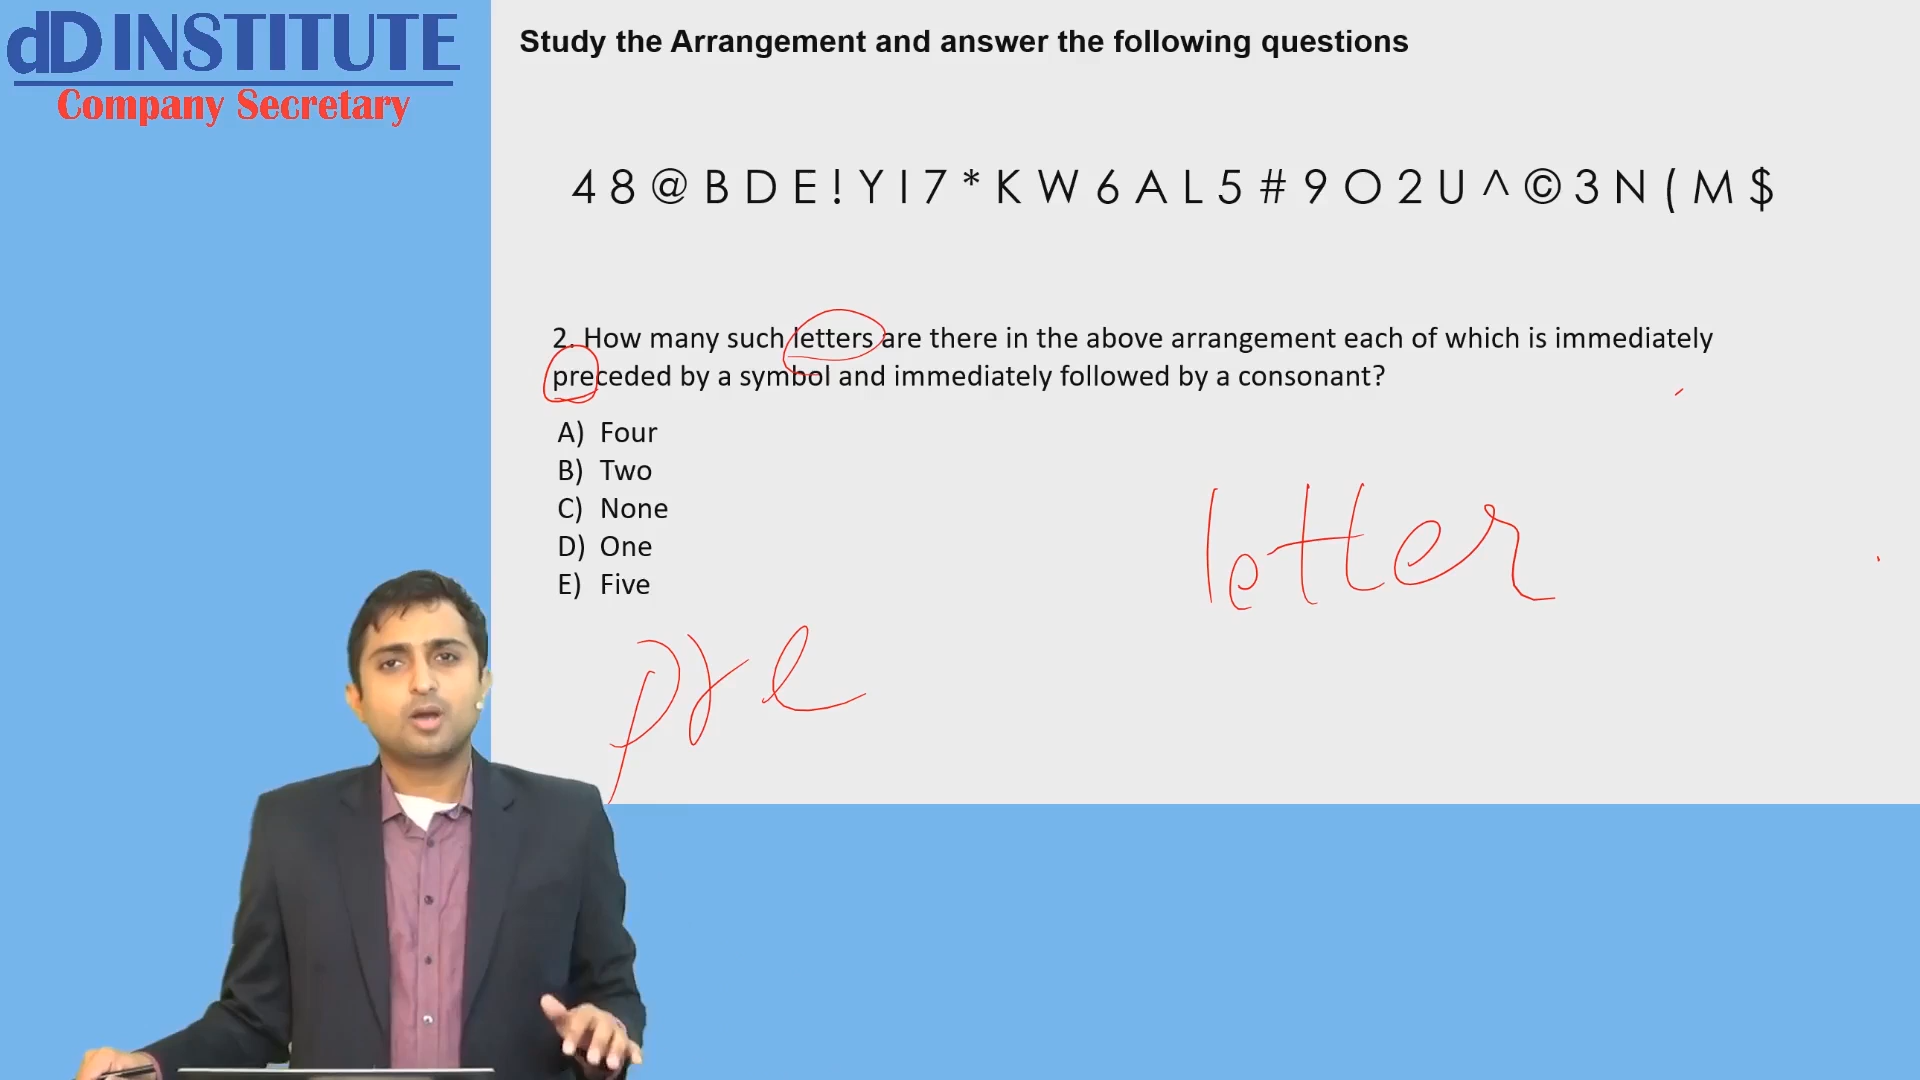 dD INSTITUTE
Company Secretary
Study the Arrangement and answer the following questions
4 8 @ B D E ! Y I 7 * K W 6 A L 5 # 9 O 2 U ^ © 3 N ( M $
2. How many such letters are there in the above arrangement each of which is immediately
preceded by a symbol and immediately followed by a consonant?
A) Four
B) Two
C) None
D) One
E) Five
letter
pre